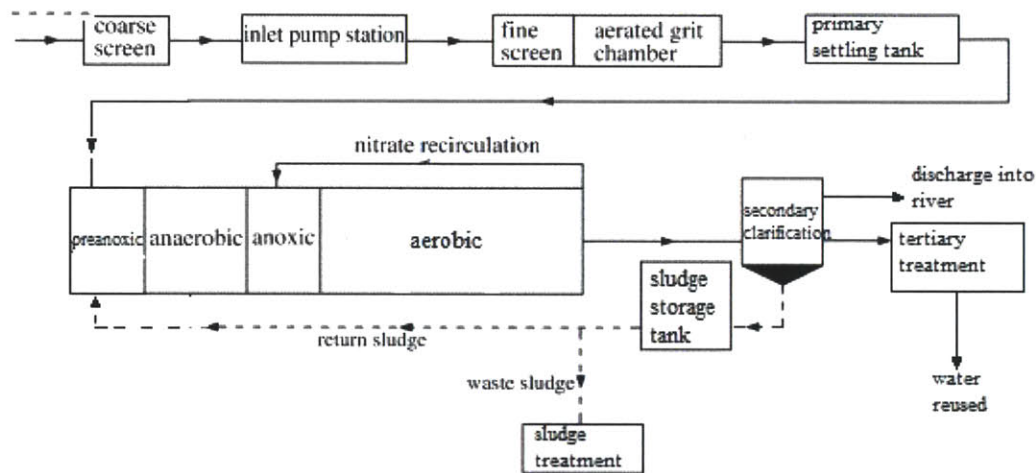 coarse
screen
inlet pump station
fine
screen
aerated grit
chamber
primary
settling tank
nitrate recirculation
preanoxic
anaerobic
anoxic
aerobic
secondary
clarification
discharge into
river
tertiary
treatment
sludge
storage
tank
return sludge
waste sludge
water
reused
sludge
treatment